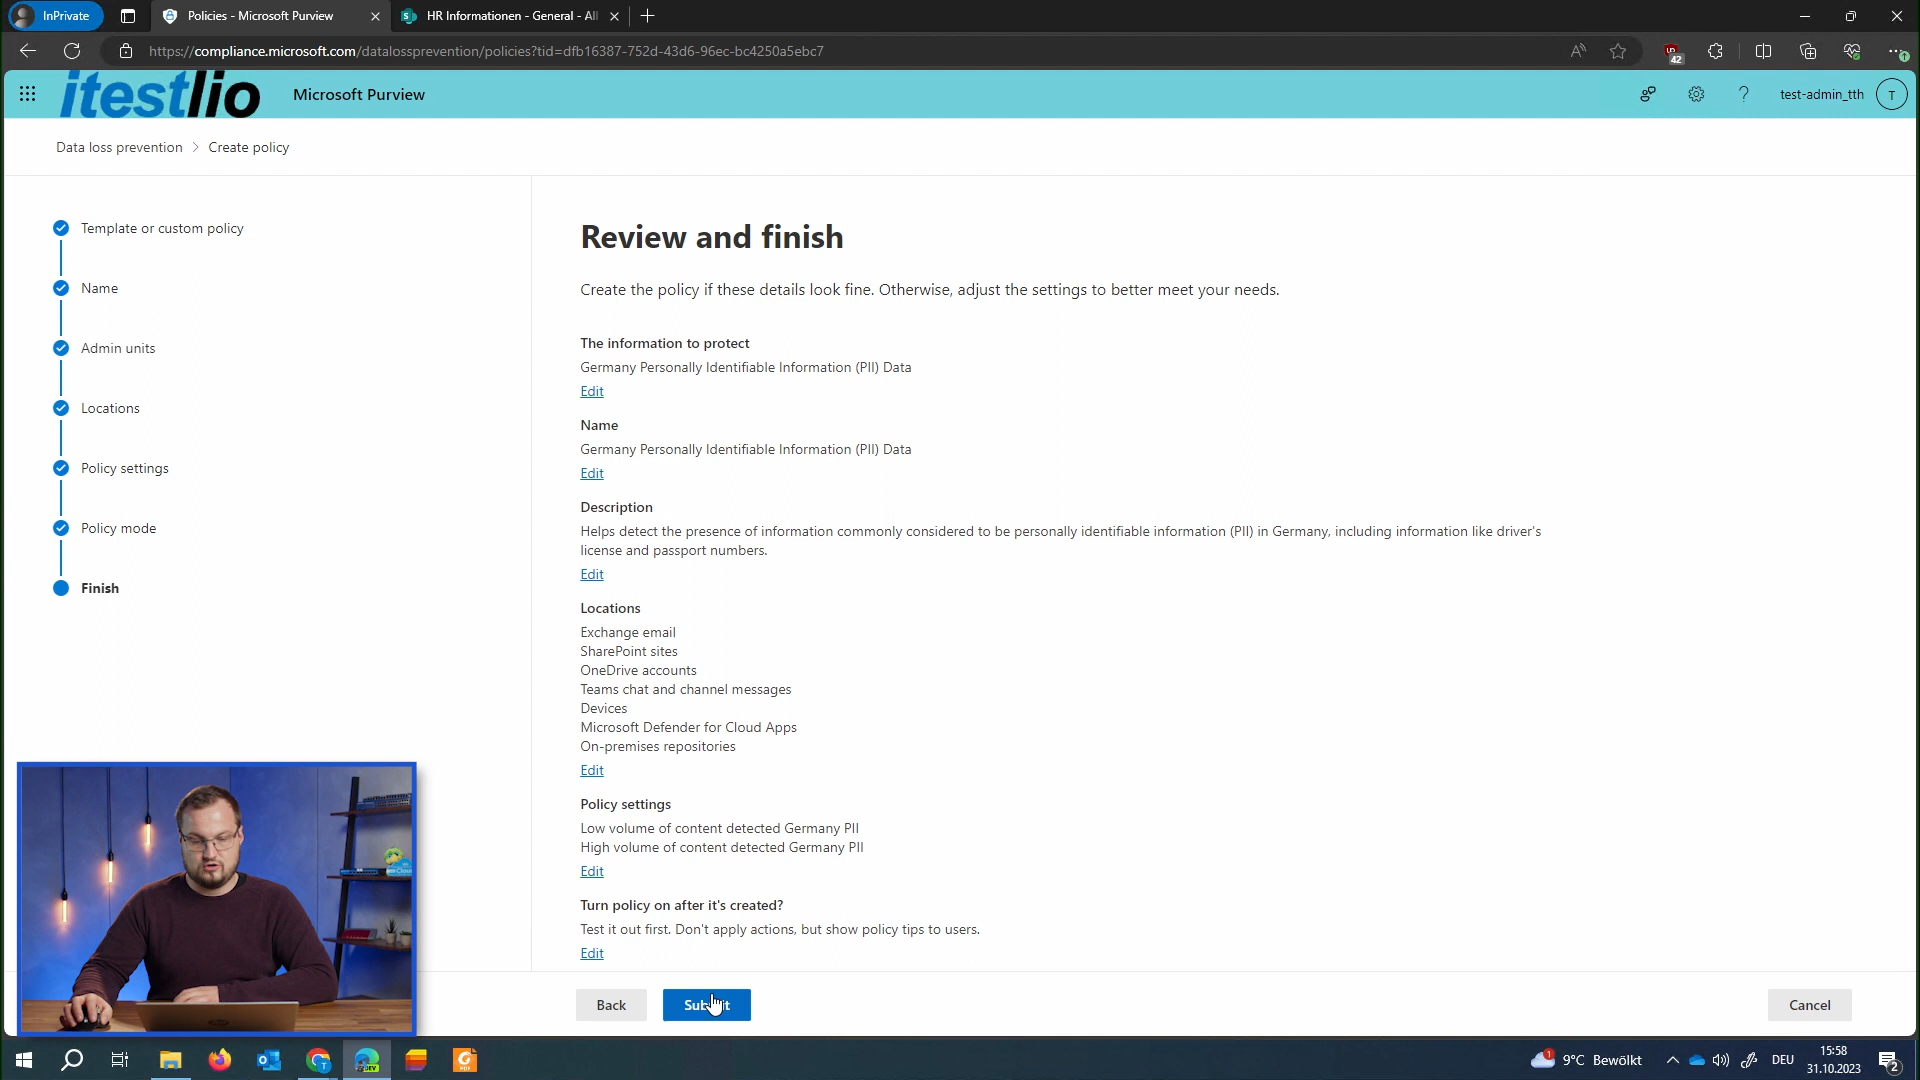 InPrivate
Policies - Microsoft Purview
HR Informationen - General - All
https://compliance.microsoft.com/datalossprevention/policies?tid=dfb16387-752d-43d6-96ec-bc4250a5ebc7
42
itestlio
Microsoft Purview
test-admin_tth
T
Data loss prevention > Create policy
Template or custom policy
Name
Admin units
Locations
Policy settings
Policy mode
Finish
Review and finish
Create the policy if these details look fine. Otherwise, adjust the settings to better meet your needs.
The information to protect
Germany Personally Identifiable Information (PII) Data
Edit
Name
Germany Personally Identifiable Information (PII) Data
Edit
Description
Helps detect the presence of information commonly considered to be personally identifiable information (PII) in Germany, including information like driver's
license and passport numbers.
Edit
Locations
Exchange email
SharePoint sites
OneDrive accounts
Teams chat and channel messages
Devices
Microsoft Defender for Cloud Apps
On-premises repositories
Edit
Policy settings
Low volume of content detected Germany PII
High volume of content detected Germany PII
Edit
Turn policy on after it's created?
Test it out first. Don't apply actions, but show policy tips to users.
Edit
Back
Submit
Cancel
1
9°C Bewölkt
DEU
15:58
31.10.2023
2